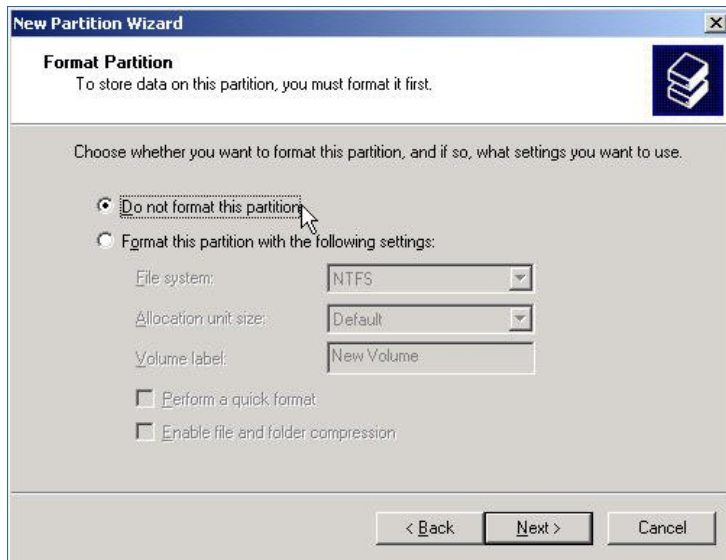 New Partition Wizard
Format Partition
To store data on this partition, you must format it first.
Choose whether you want to format this partition, and if so, what settings you want to use.
Do not format this partition
Format this partition with the following settings:
File system: NTFS
Allocation unit size: Default
Volume label: New Volume
Perform a quick format
Enable file and folder compression
< Back Next > Cancel